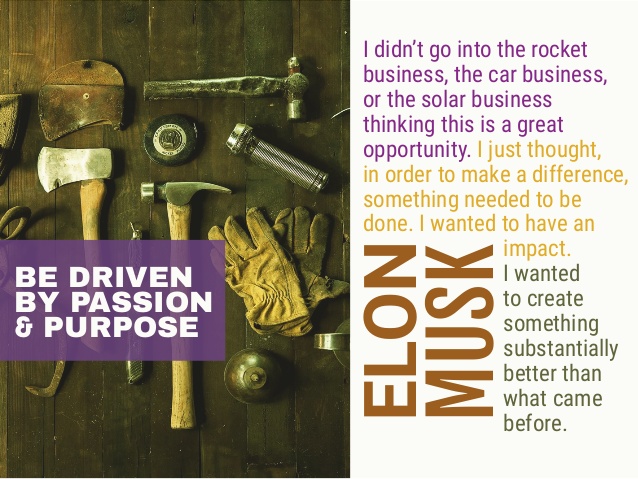 BE DRIVEN
BY PASSION
& PURPOSE
I didn’t go into the rocket
business, the car business,
or the solar business
thinking this is a great
opportunity. I just thought,
in order to make a difference,
something needed to be
done. I wanted to have an
impact.
I wanted
to create
something
substantially
better than
what came
before.
ELON
MUSK